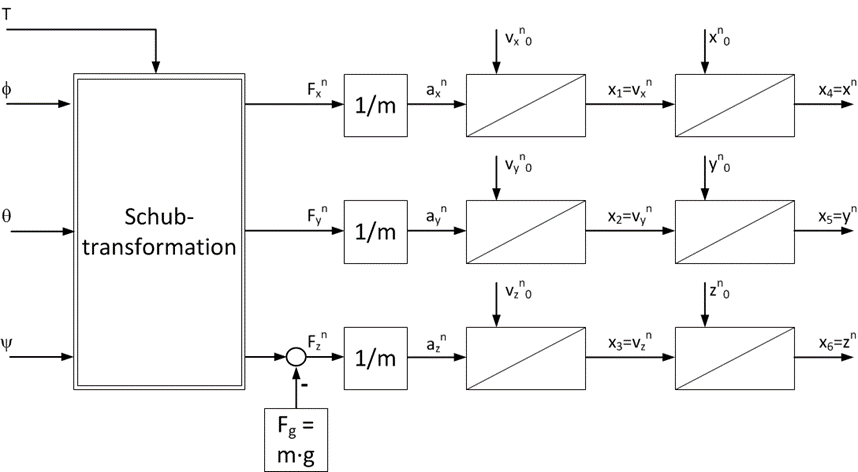 T
v_x^n_0
x^n_0
ϕ
F_x^n
1/m
a_x^n
x_1=v_x^n
x_4=x^n
v_y^n_0
y^n_0
θ
Schub-
transformation
F_y^n
1/m
a_y^n
x_2=v_y^n
x_5=y^n
v_z^n_0
z^n_0
ψ
F_z^n
1/m
a_z^n
x_3=v_z^n
x_6=z^n
-
F_g =
m·g